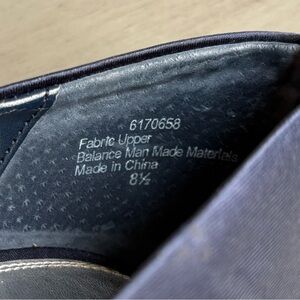 6170658
Fabric Upper
Balance Man Made Materials
Made in China
8½